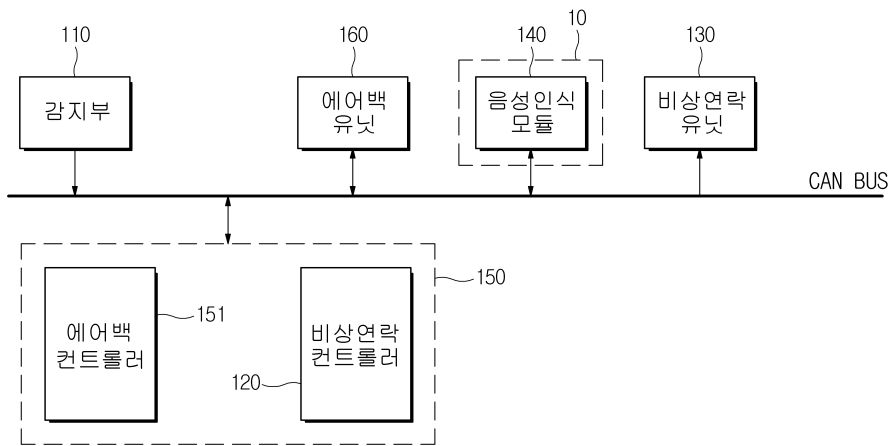 110
160
10
140
130
감지부
에어백
유닛
음성인식
모듈
비상연락
유닛
CAN BUS
150
에어백
컨트롤러
151
비상연락
컨트롤러
120